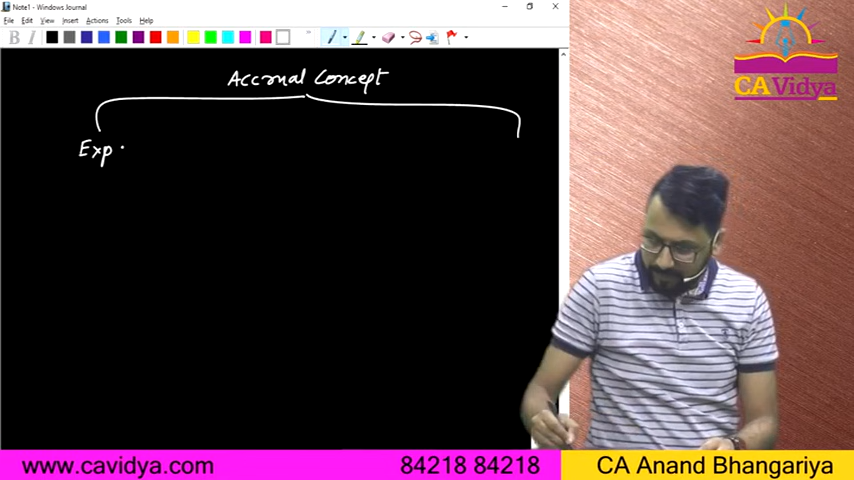 Note1 - Windows Journal
File Edit View Insert Actions Tools Help
B I
Accrual Concept
Exp.
CA Vidya
www.cavidya.com 84218 84218 CA Anand Bhangariya